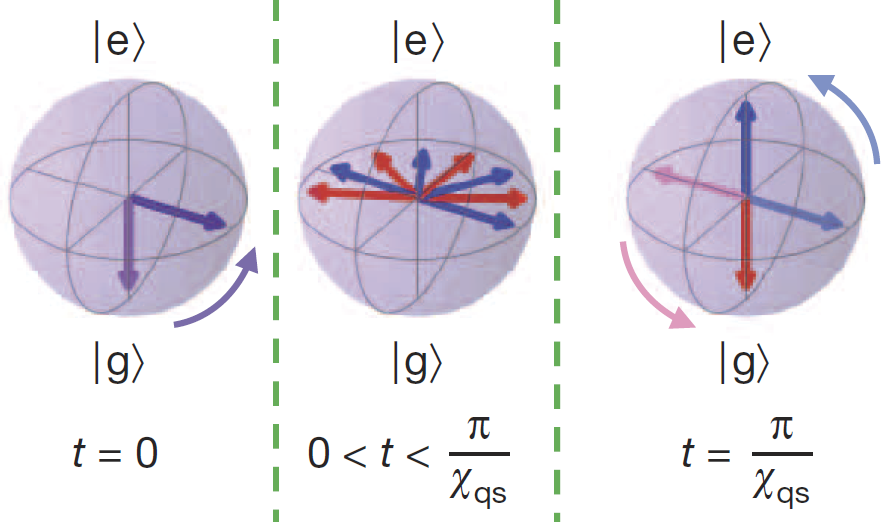 |e⟩ |e⟩ |e⟩
|g⟩ |g⟩ |g⟩
t = 0
0 < t < π/χqs
t = π/χqs